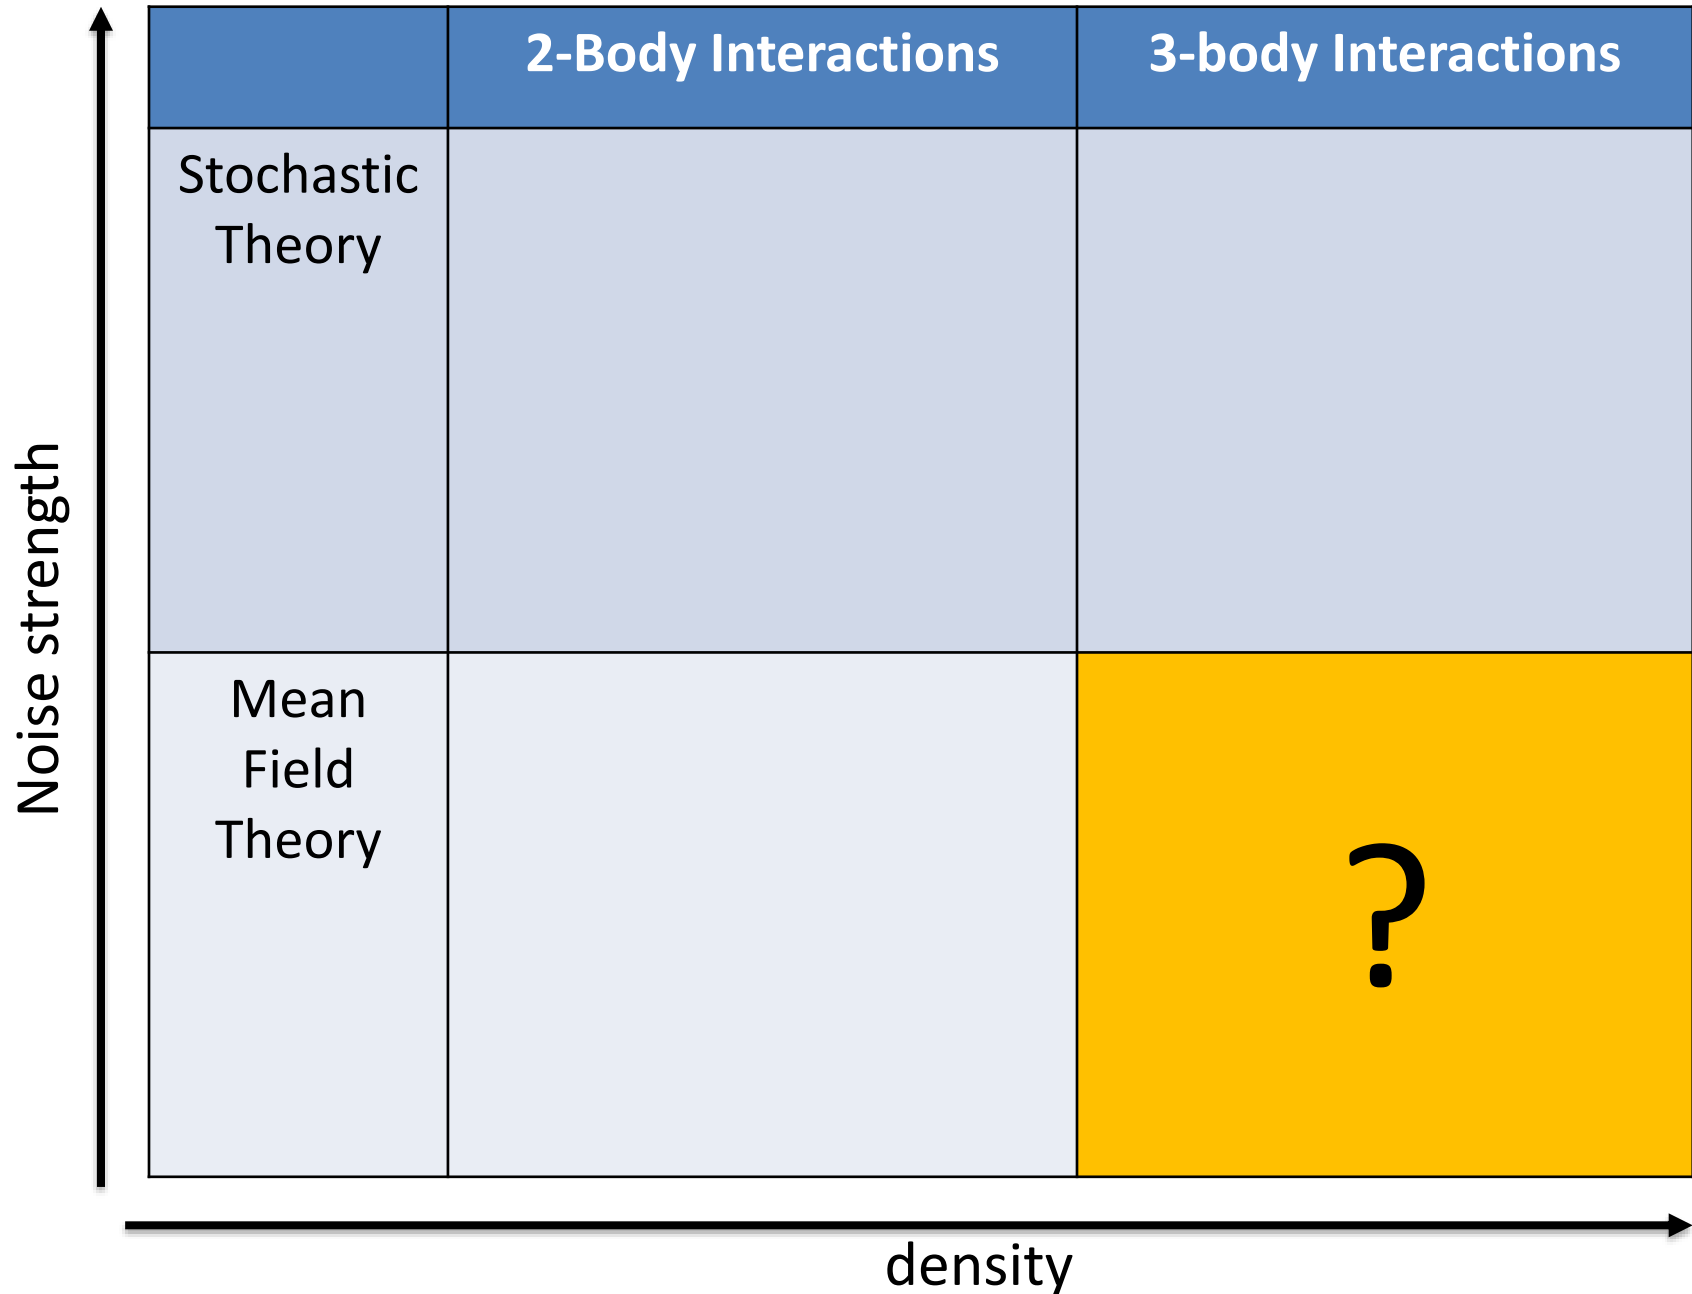 2-Body Interactions
3-body Interactions
Stochastic
Theory
Mean
Field
Theory
?
Noise strength
density